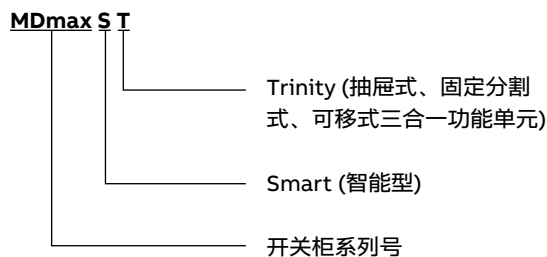 MDmax S T
Trinity (抽屉式、固定分割
式、可移式三合一功能单元)
Smart (智能型)
开关柜系列号